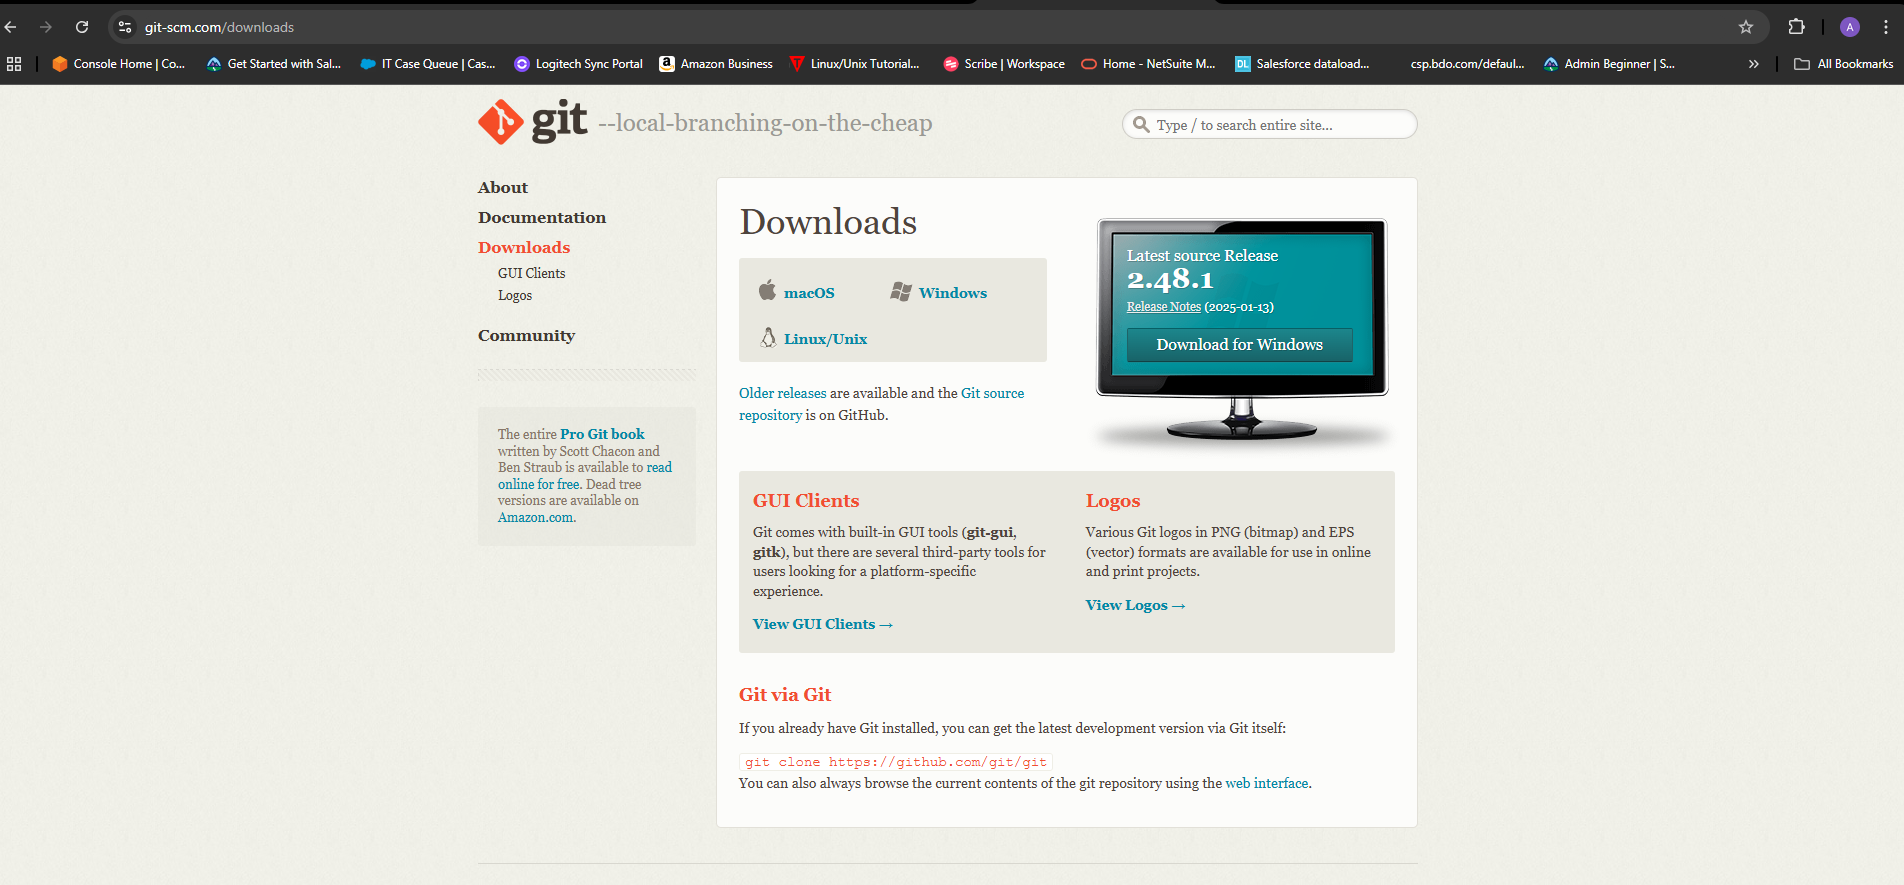 git-scm.com/downloads
A
Console Home | Co...
Get Started with Sal...
IT Case Queue | Cas...
Logitech Sync Portal
Amazon Business
Linux/Unix Tutorial...
Scribe | Workspace
Home - NetSuite M...
DL Salesforce dataload...
csp.bdo.com/defaul...
Admin Beginner | S...
All Bookmarks
git --local-branching-on-the-cheap
Type / to search entire site...
About
Documentation
Downloads
GUI Clients
Logos
Community
The entire Pro Git book
written by Scott Chacon and
Ben Straub is available to read
online for free. Dead tree
versions are available on
Amazon.com.
Downloads
macOS
Windows
Linux/Unix
Older releases are available and the Git source
repository is on GitHub.
Latest source Release
2.48.1
Release Notes (2025-01-13)
Download for Windows
GUI Clients
Git comes with built-in GUI tools (git-gui,
gitk), but there are several third-party tools for
users looking for a platform-specific
experience.
View GUI Clients →
Logos
Various Git logos in PNG (bitmap) and EPS
(vector) formats are available for use in online
and print projects.
View Logos →
Git via Git
If you already have Git installed, you can get the latest development version via Git itself:
git clone https://github.com/git/git
You can also always browse the current contents of the git repository using the web interface.